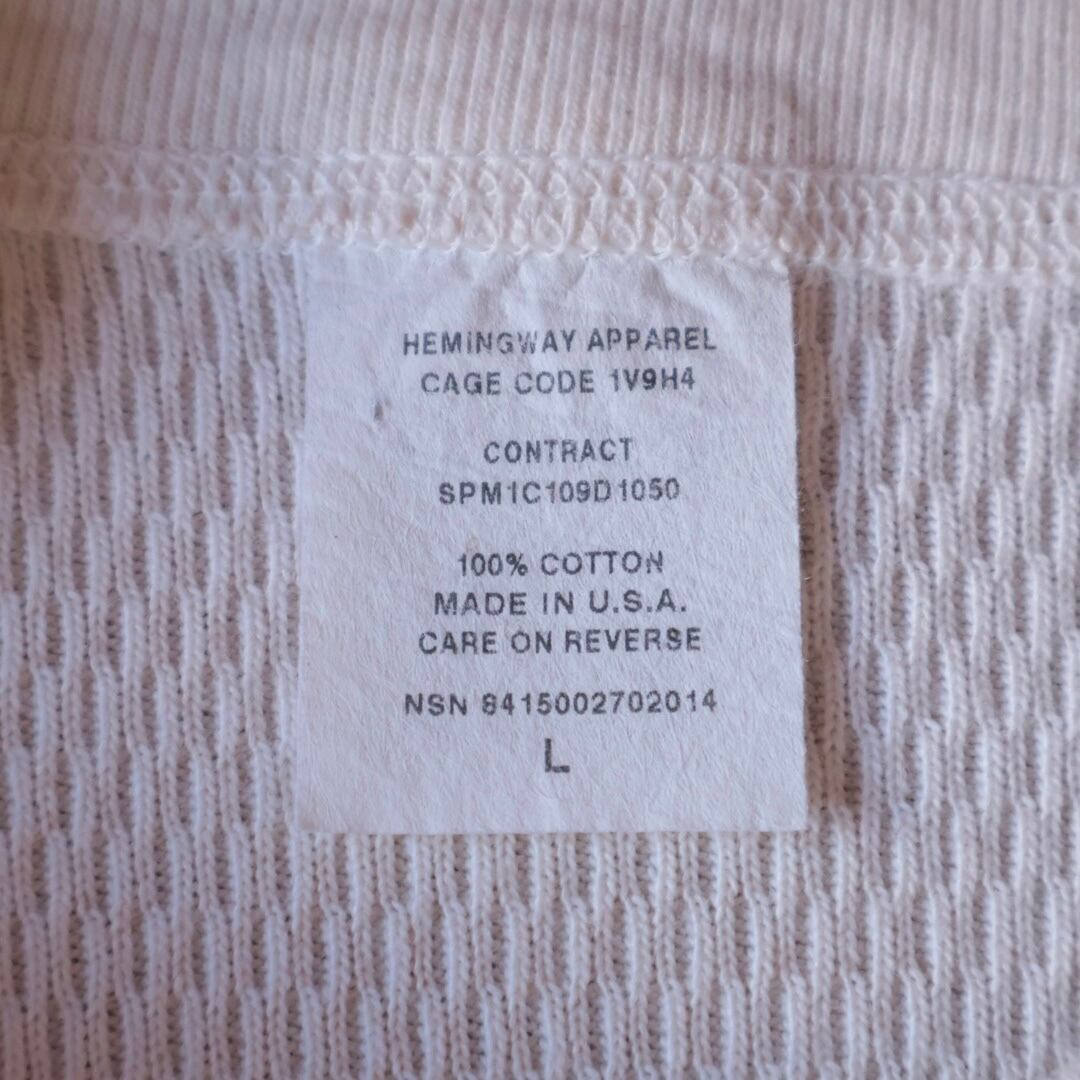 HEMINGWAY APPAREL
CAGE CODE 1V9H4
CONTRACT
SPM1C109D1050
100% COTTON
MADE IN U.S.A.
CARE ON REVERSE
NSN 8415002702014
L